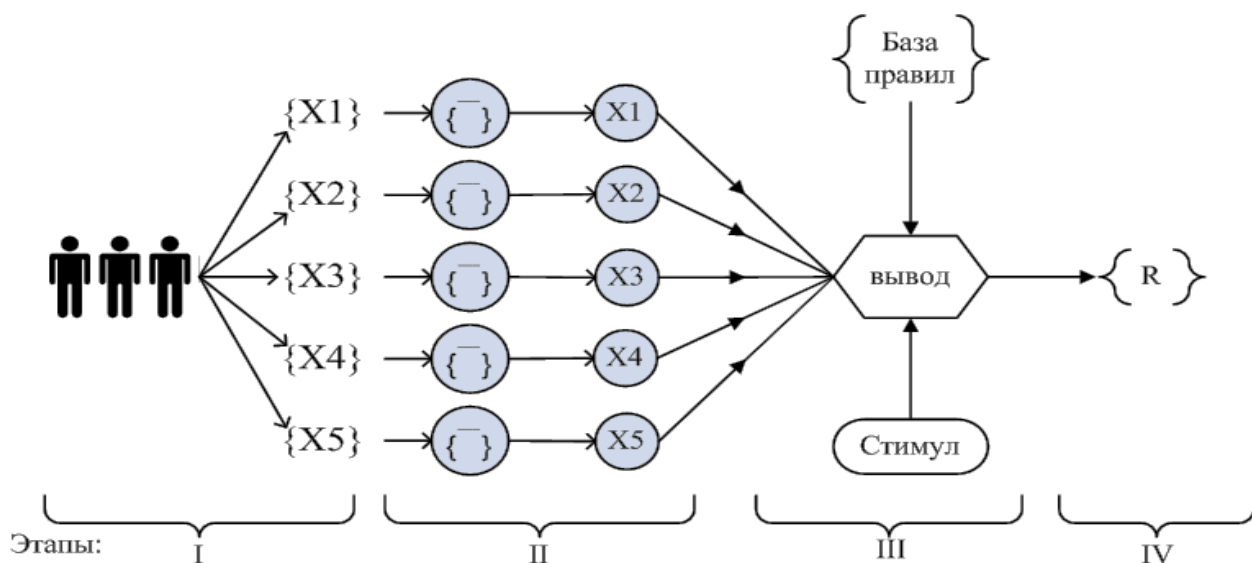 База
правил
{X1}
{ ‾ }
X1
{X2}
{ ‾ }
X2
{X3}
{ ‾ }
X3
вывод
{ R }
{X4}
{ ‾ }
X4
{X5}
{ ‾ }
X5
Стимул
Этапы:
I
II
III
IV